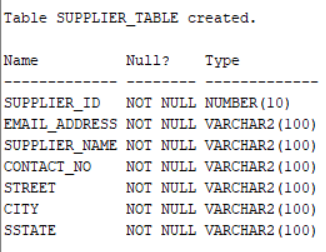 Table SUPPLIER_TABLE created.
Name Null? Type
------------- -------- -------------
SUPPLIER_ID NOT NULL NUMBER(10)
EMAIL_ADDRESS NOT NULL VARCHAR2(100)
SUPPLIER_NAME NOT NULL VARCHAR2(100)
CONTACT_NO NOT NULL VARCHAR2(100)
STREET NOT NULL VARCHAR2(100)
CITY NOT NULL VARCHAR2(100)
SSTATE NOT NULL VARCHAR2(100)